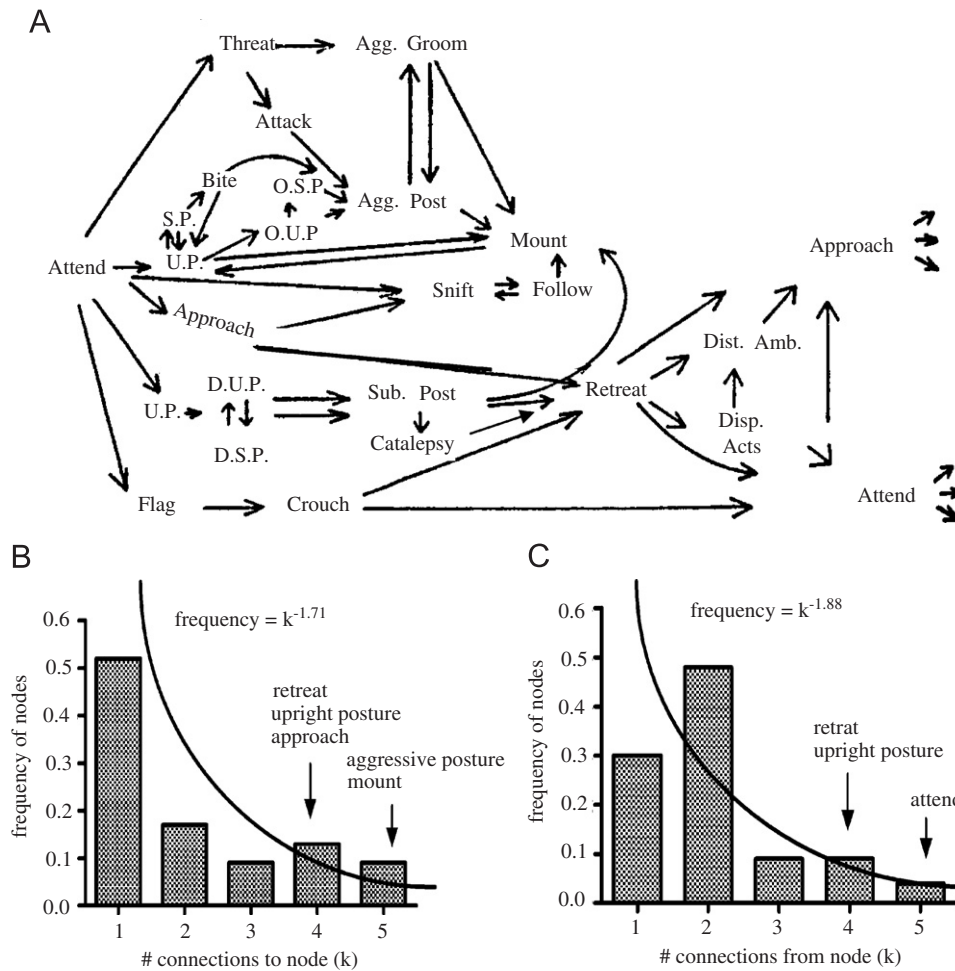 A
Threat
Agg. Groom
Attack
Bite
O.S.P.
Agg. Post
S.P.
O.U.P
Mount
Approach
Attend
U.P.
Snift
Follow
Approach
Dist. Amb.
D.U.P.
Sub. Post
Retreat
U.P.
Disp.
Acts
Catalepsy
D.S.P.
Attend
Flag
Crouch
B
frequency = k-1.71
0.6
0.5
0.4
0.3
0.2
0.1
0.0
frequency of nodes
retreat
upright posture
approach
aggressive posture
mount
1 2 3 4 5
# connections to node (k)
C
frequency = k-1.88
0.6
0.5
0.4
0.3
0.2
0.1
0.0
frequency of nodes
retrat
upright posture
attend
1 2 3 4 5
# connections from node (k)